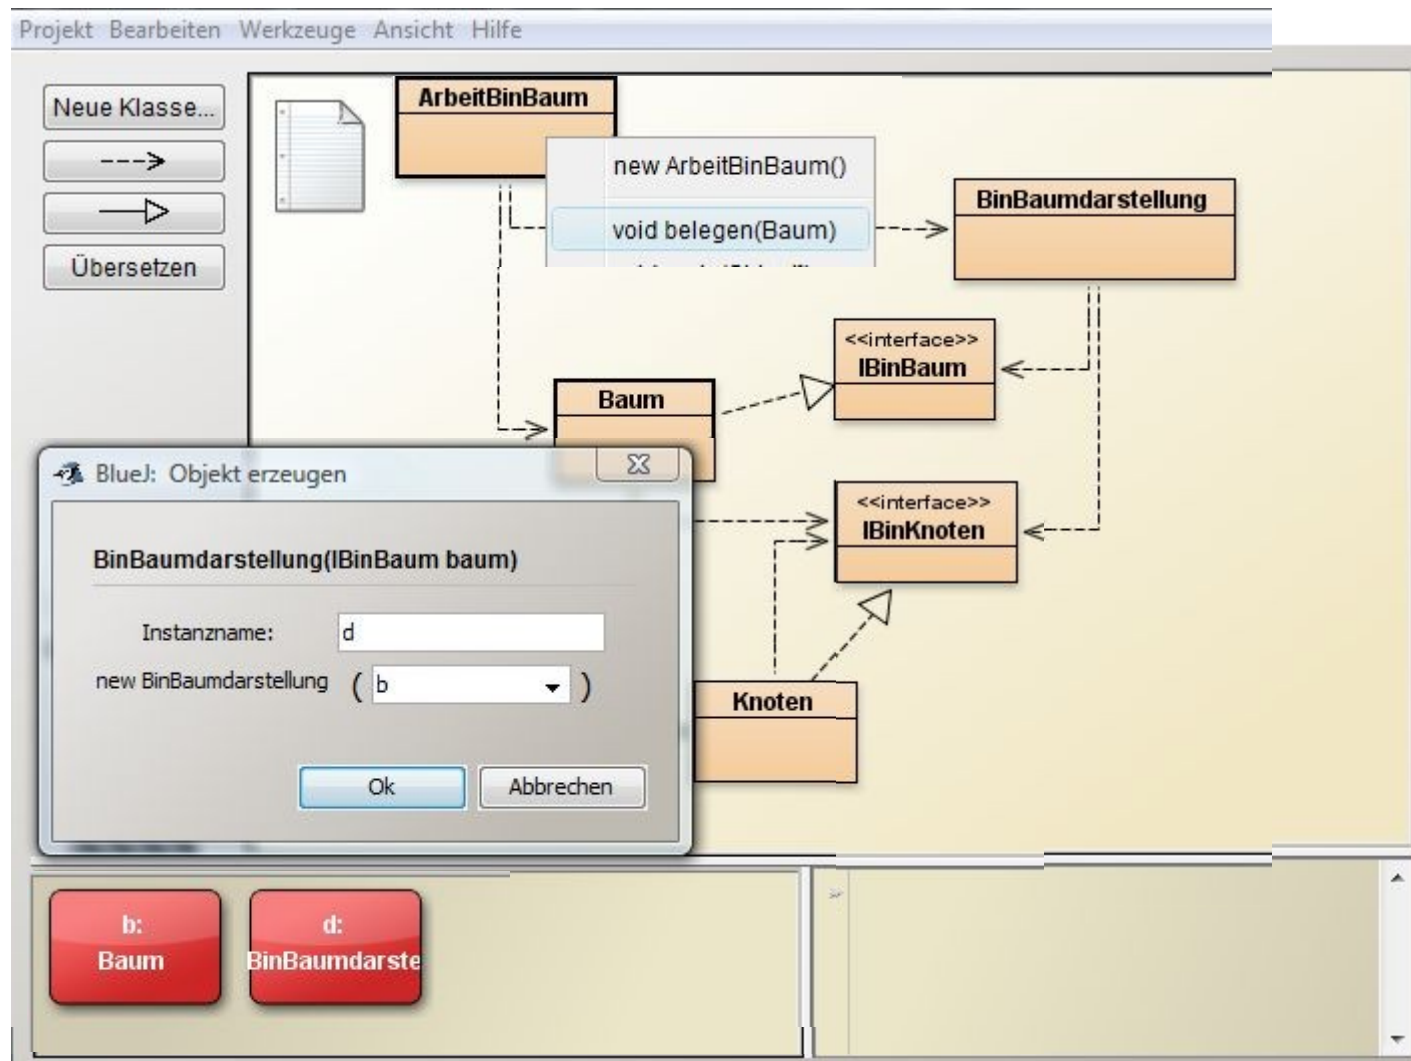 Projekt Bearbeiten Werkzeuge Ansicht Hilfe
Neue Klasse...
Übersetzen
ArbeitBinBaum
new ArbeitBinBaum()
void belegen(Baum)
BinBaumdarstellung
<<interface>>
IBinBaum
Baum
<<interface>>
IBinKnoten
Knoten
BlueJ: Objekt erzeugen
BinBaumdarstellung(IBinBaum baum)
Instanzname:
d
new BinBaumdarstellung ( b )
Ok
Abbrechen
b:
Baum
d:
BinBaumdarste